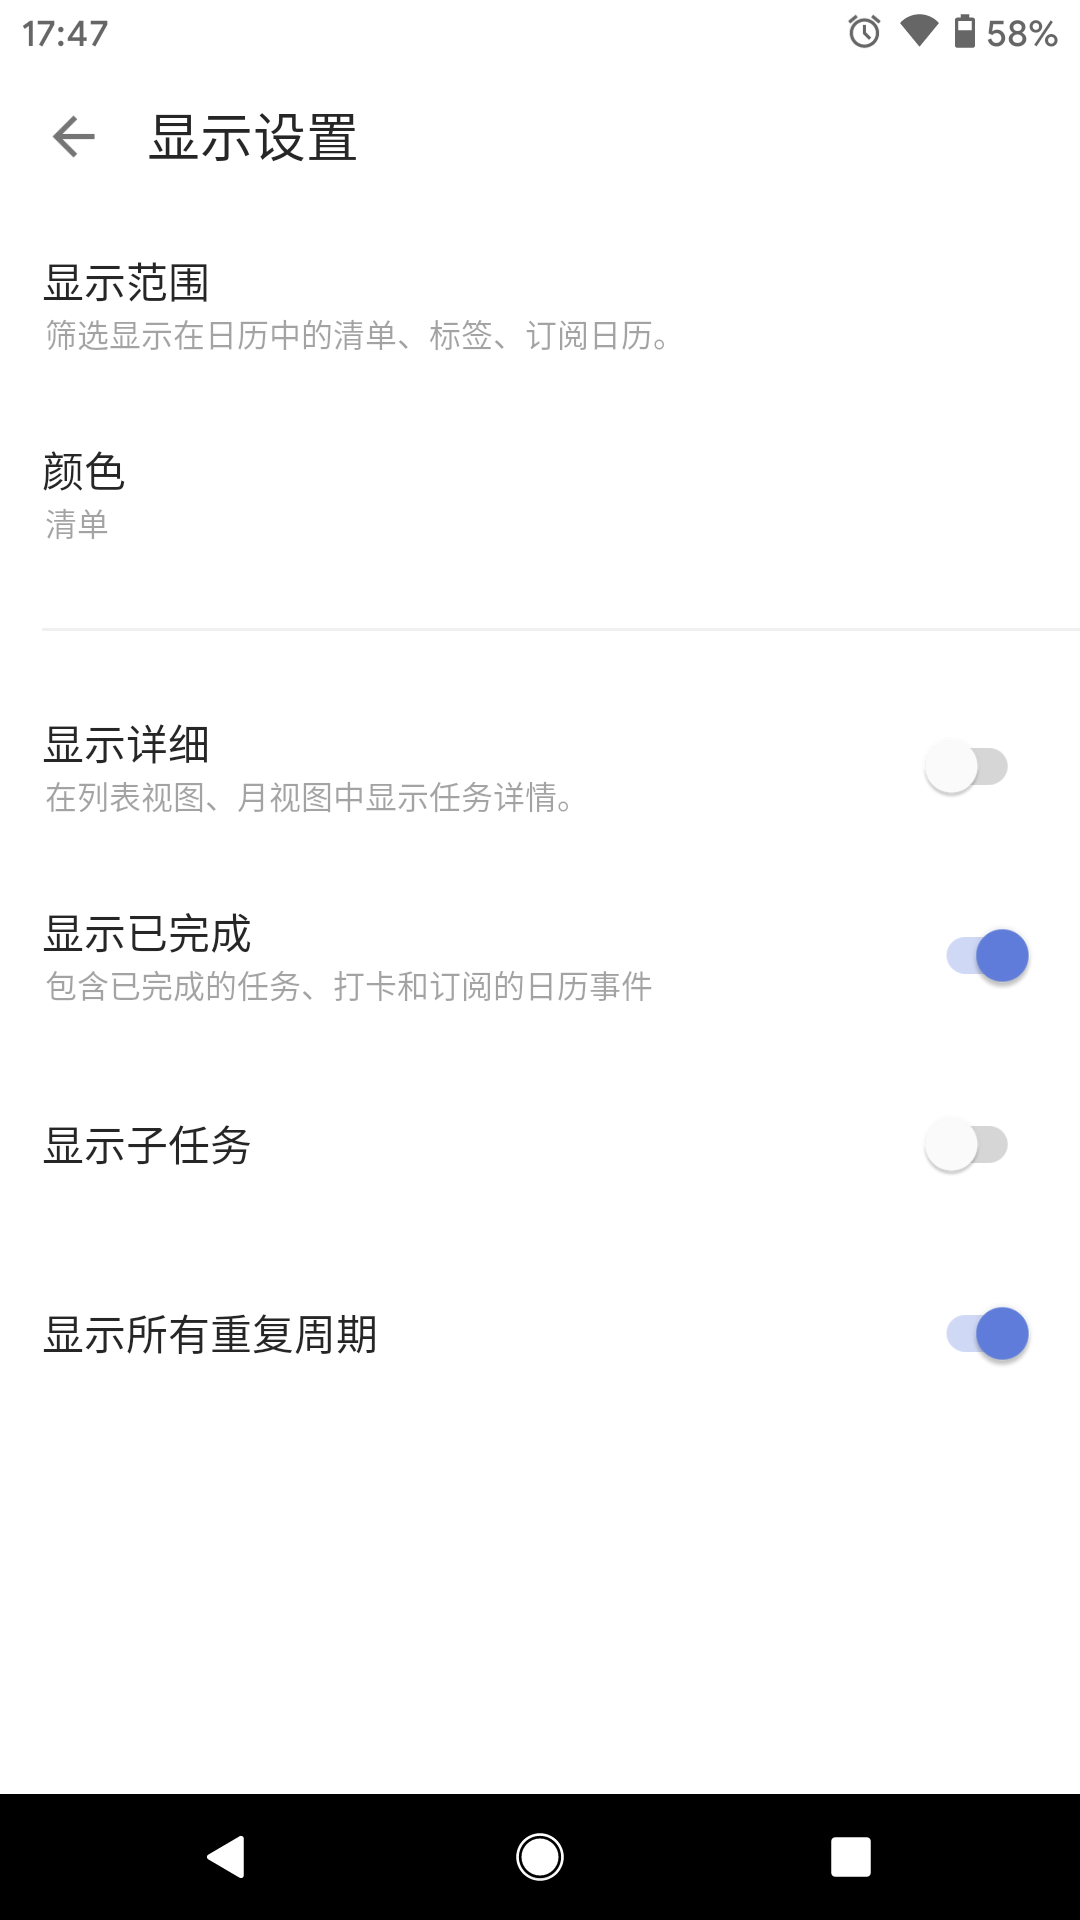 17:47
58%
显示设置
显示范围
筛选显示在日历中的清单、标签、订阅日历。
颜色
清单
显示详细
在列表视图、月视图中显示任务详情。
显示已完成
包含已完成的任务、打卡和订阅的日历事件
显示子任务
显示所有重复周期